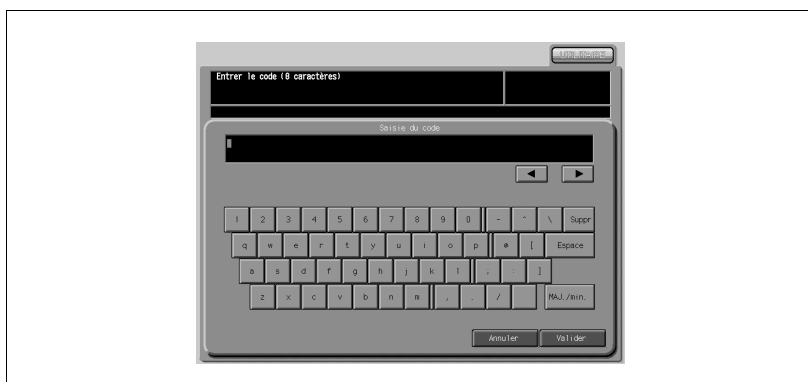 Entrer le code (8 caractères)
Saisie du code
1 2 3 4 5 6 7 8 9 0 - ^ \ Suppr
q w e r t y u i o p @ [ Espace
a s d f g h j k l ; : ]
z x c v b n m , . / MAJ./min.
Annuler Valider